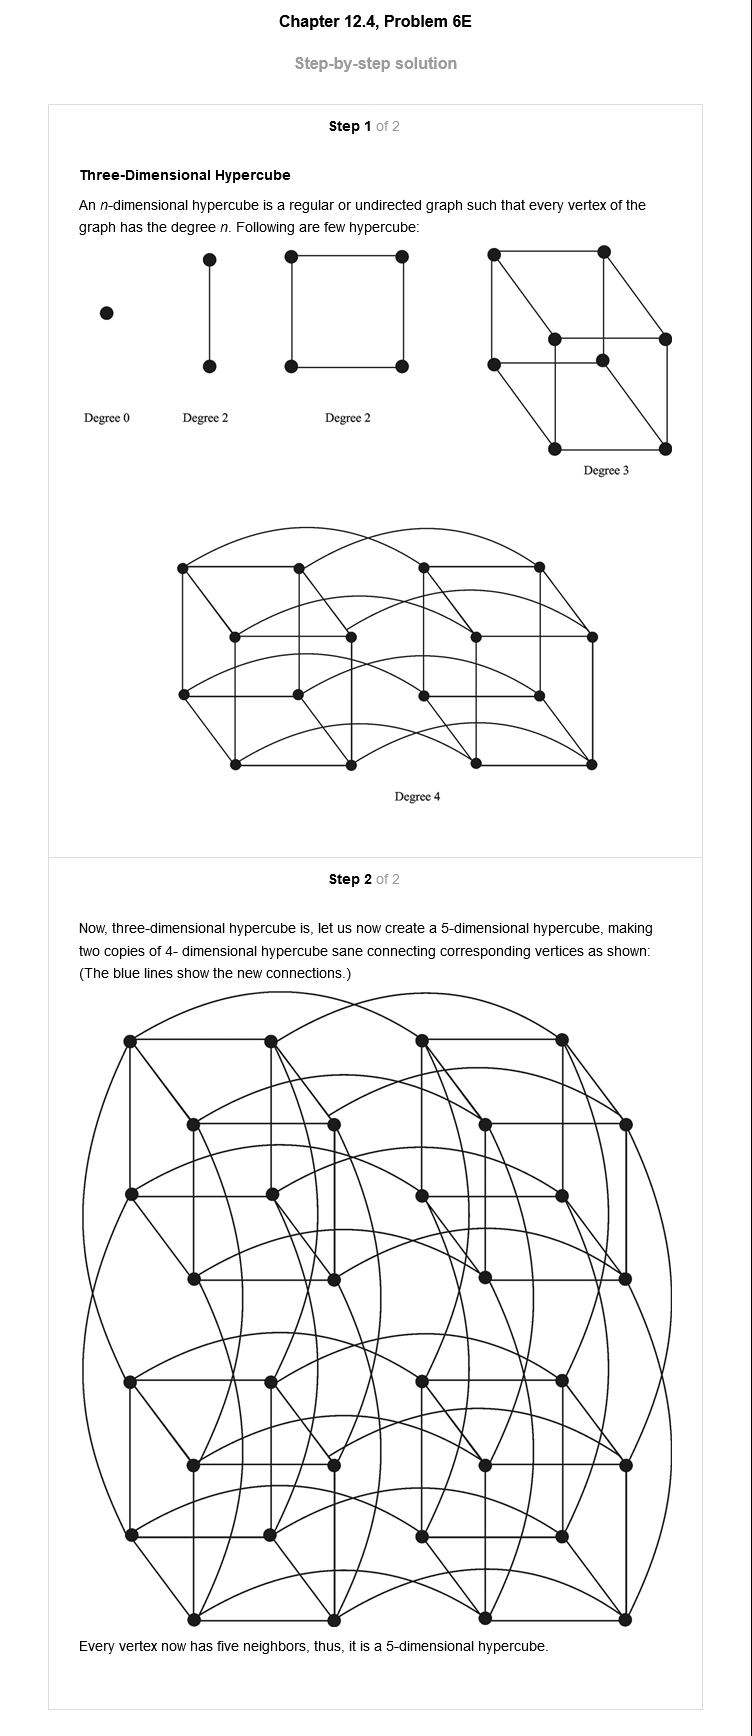 Chapter 12.4, Problem 6E
Step-by-step solution
Step 1 of 2
Three-Dimensional Hypercube
An n-dimensional hypercube is a regular or undirected graph such that every vertex of the
graph has the degree n. Following are few hypercube:
Degree 0
Degree 2
Degree 2
Degree 3
Degree 4
Step 2 of 2
Now, three-dimensional hypercube is, let us now create a 5-dimensional hypercube, making
two copies of 4- dimensional hypercube sane connecting corresponding vertices as shown:
(The blue lines show the new connections.)
Every vertex now has five neighbors, thus, it is a 5-dimensional hypercube.